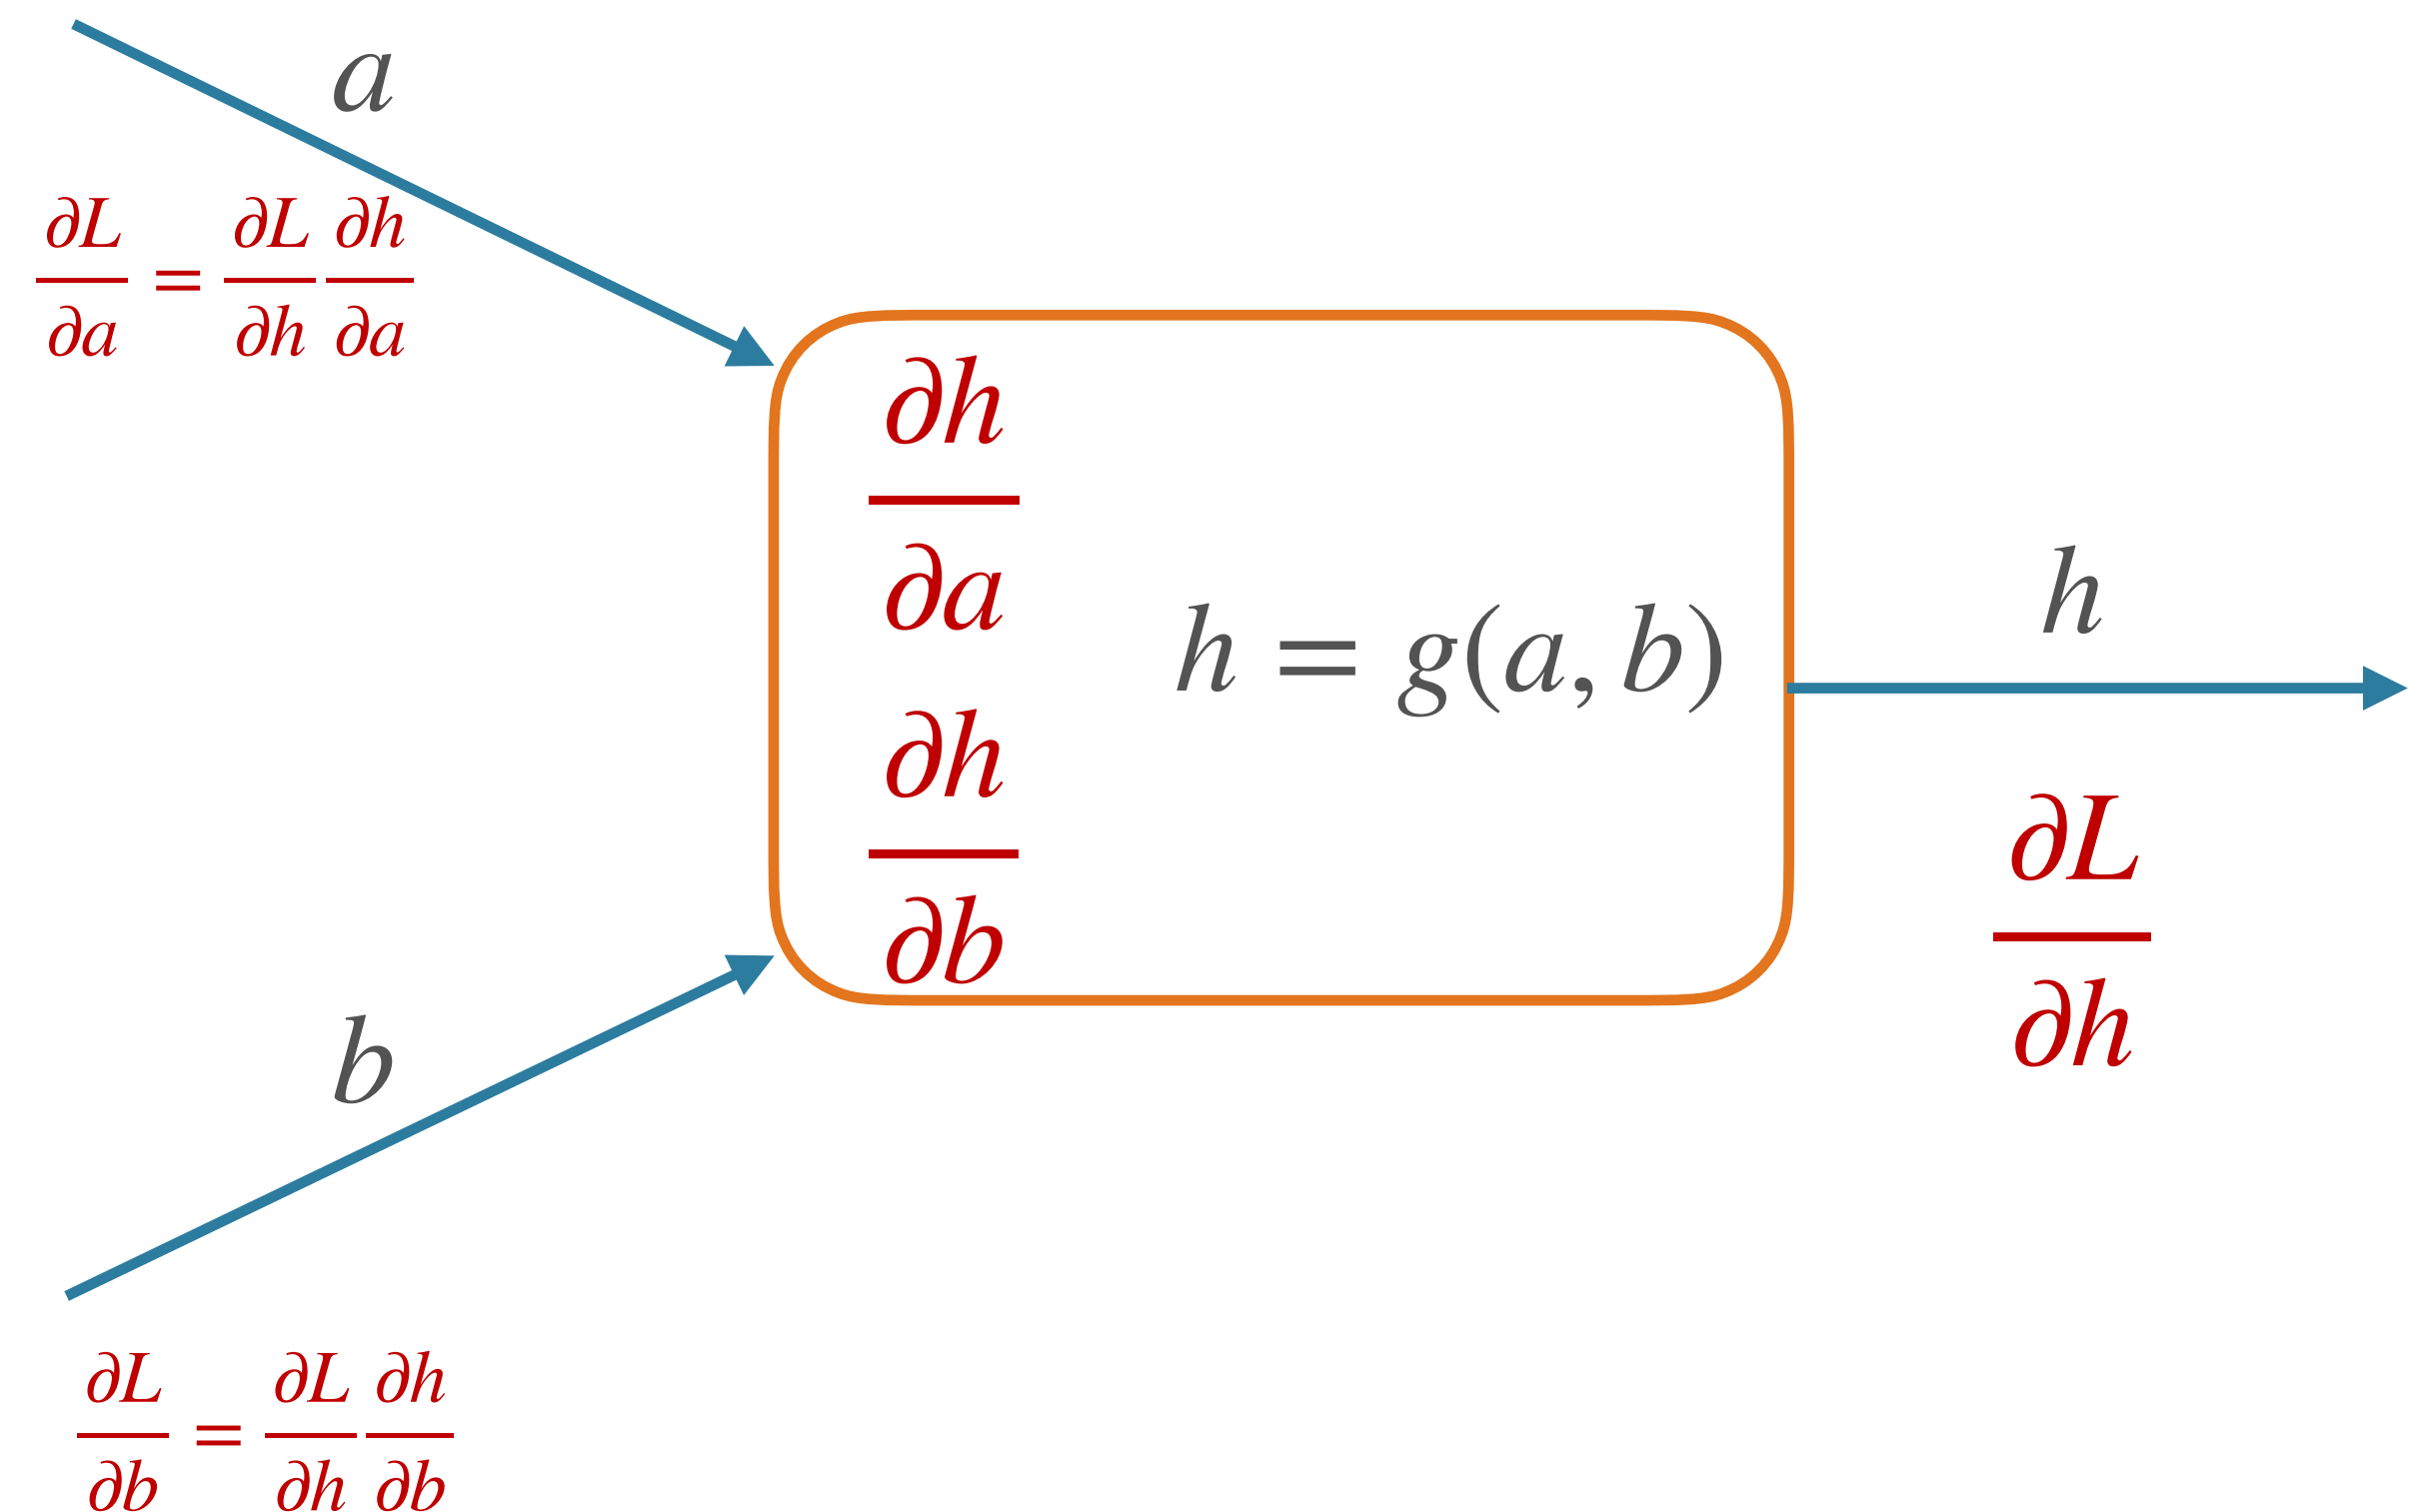 a
∂L/∂a = ∂L/∂h ∂h/∂a
∂h/∂a
h = g(a, b)
h
∂h/∂b
∂L/∂h
b
∂L/∂b = ∂L/∂h ∂h/∂b